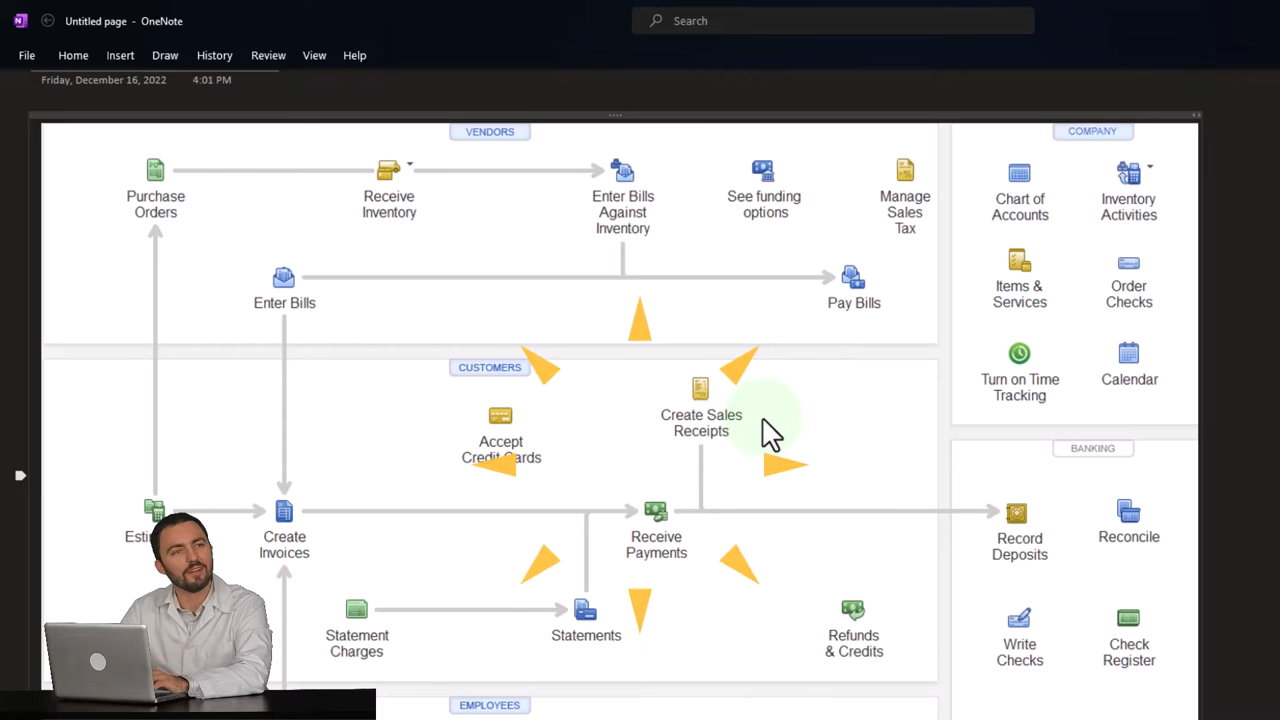 Untitled page - OneNote
Search
File Home Insert Draw History Review View Help
Friday, December 16, 2022 4:01 PM
VENDORS
Purchase
Orders
Receive
Inventory
Enter Bills
Against
Inventory
See funding
options
Manage
Sales
Tax
Enter Bills
Pay Bills
COMPANY
Chart of
Accounts
Inventory
Activities
Items &
Services
Order
Checks
Turn on Time
Tracking
Calendar
CUSTOMERS
Accept
Credit Cards
Create Sales
Receipts
Create
Invoices
Receive
Payments
Statement
Charges
Statements
Refunds
& Credits
BANKING
Record
Deposits
Reconcile
Write
Checks
Check
Register
EMPLOYEES